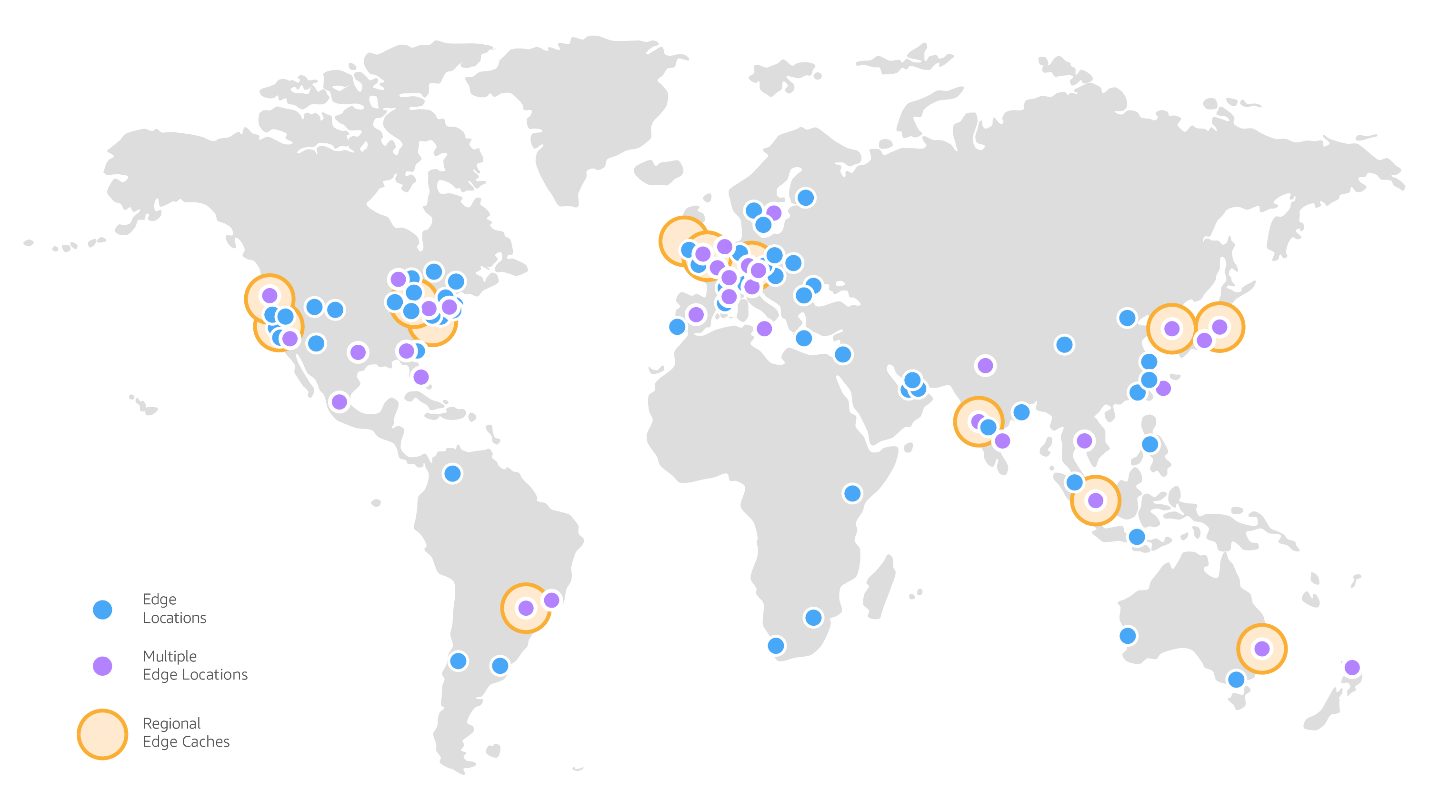 Edge
Locations
Multiple
Edge Locations
Regional
Edge Caches